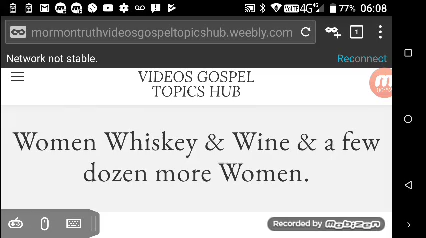 77% 06:08
mormontruthvideosgospeltopicshub.weebly.com
1
Network not stable.
Reconnect
VIDEOS GOSPEL
TOPICS HUB
Women Whiskey & Wine & a few
dozen more Women.
Recorded by mobizen